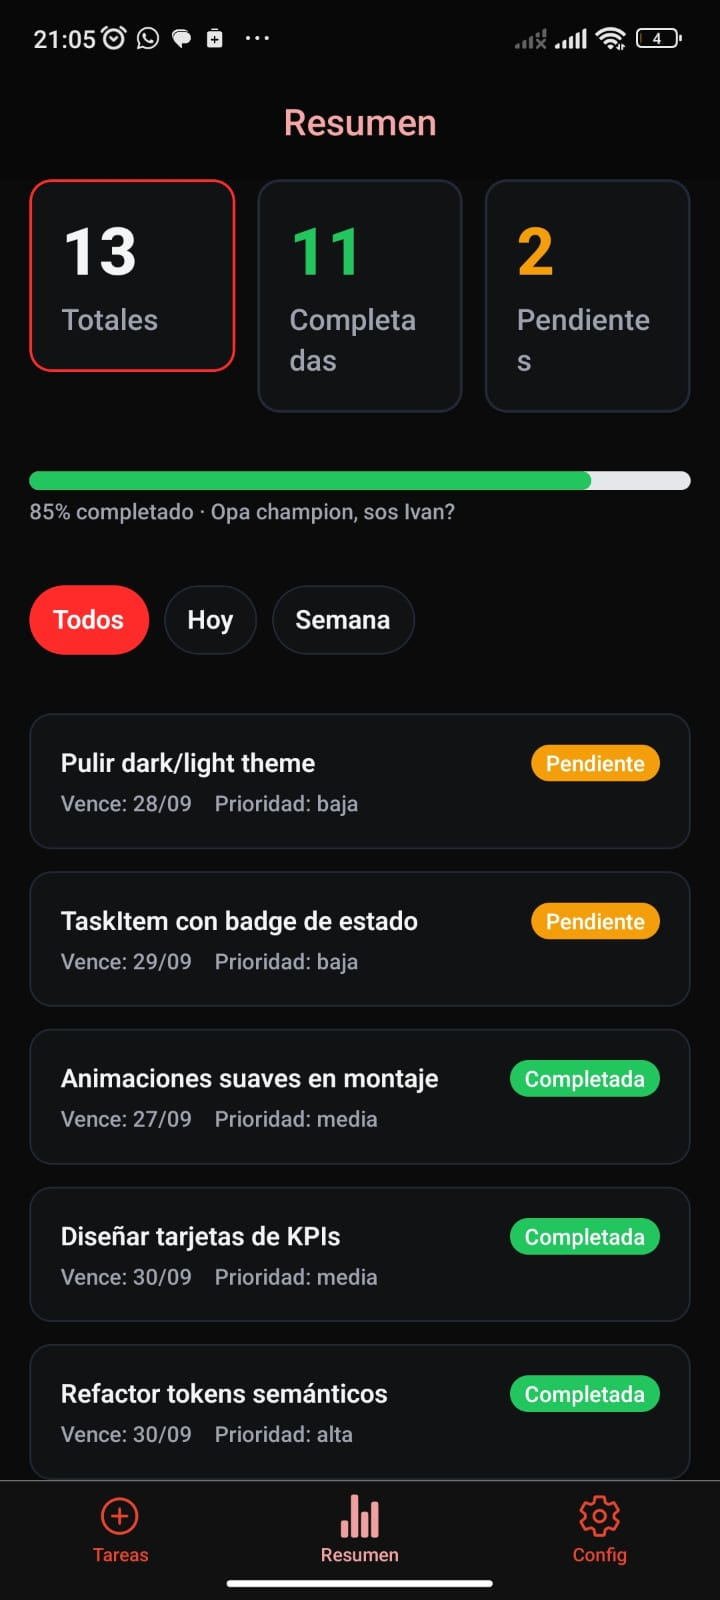 21:05
4
Resumen
13
Totales
11
Completa
das
2
Pendiente
s
85% completado · Opa champion, sos Ivan?
Todos
Hoy
Semana
Pulir dark/light theme
Pendiente
Vence: 28/09 Prioridad: baja
TaskItem con badge de estado
Pendiente
Vence: 29/09 Prioridad: baja
Animaciones suaves en montaje
Completada
Vence: 27/09 Prioridad: media
Diseñar tarjetas de KPIs
Completada
Vence: 30/09 Prioridad: media
Refactor tokens semánticos
Completada
Vence: 30/09 Prioridad: alta
Tareas
Resumen
Config